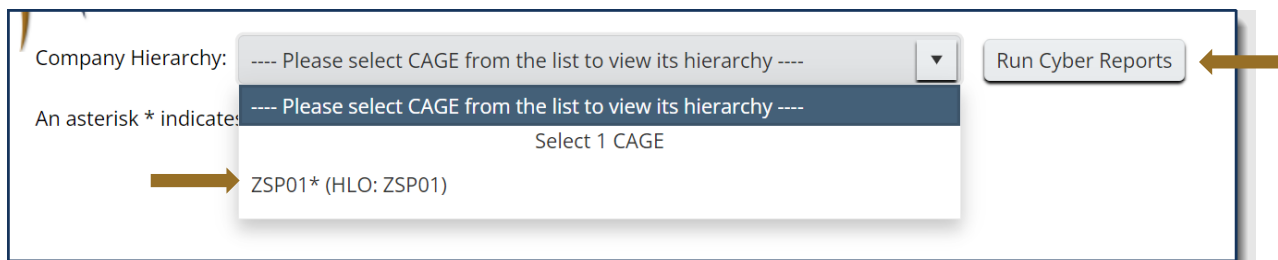 Company Hierarchy: ---- Please select CAGE from the list to view its hierarchy ---- ▼ Run Cyber Reports
---- Please select CAGE from the list to view its hierarchy ----
An asterisk * indicates
Select 1 CAGE
ZSP01* (HLO: ZSP01)